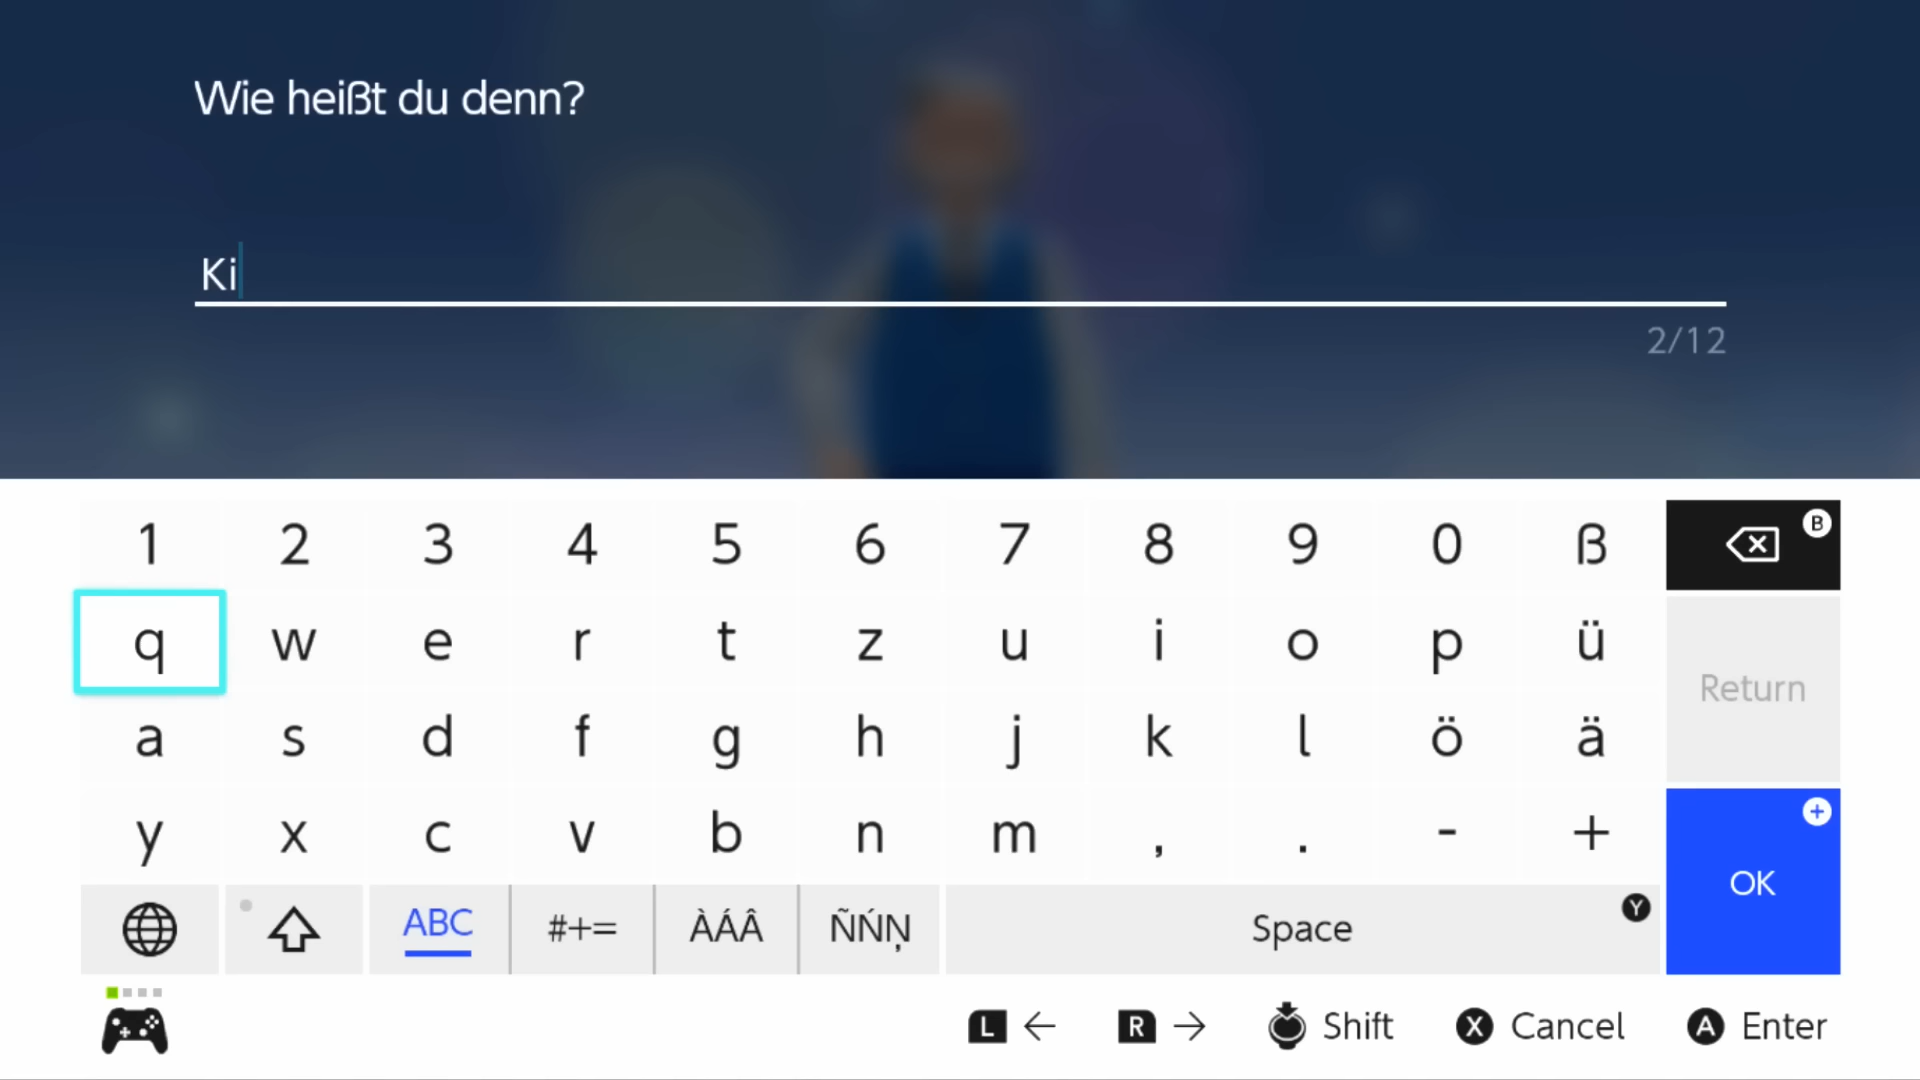 Wie heißt du denn?
Ki
2/12
1 2 3 4 5 6 7 8 9 0 ß B
q w e r t z u i o p ü Return
a s d f g h j k l ö ä
y x c v b n m , . - + OK +
ABC #+= ÀÁÂ ÑŃŅ Space Y
L ← R → Shift X Cancel A Enter